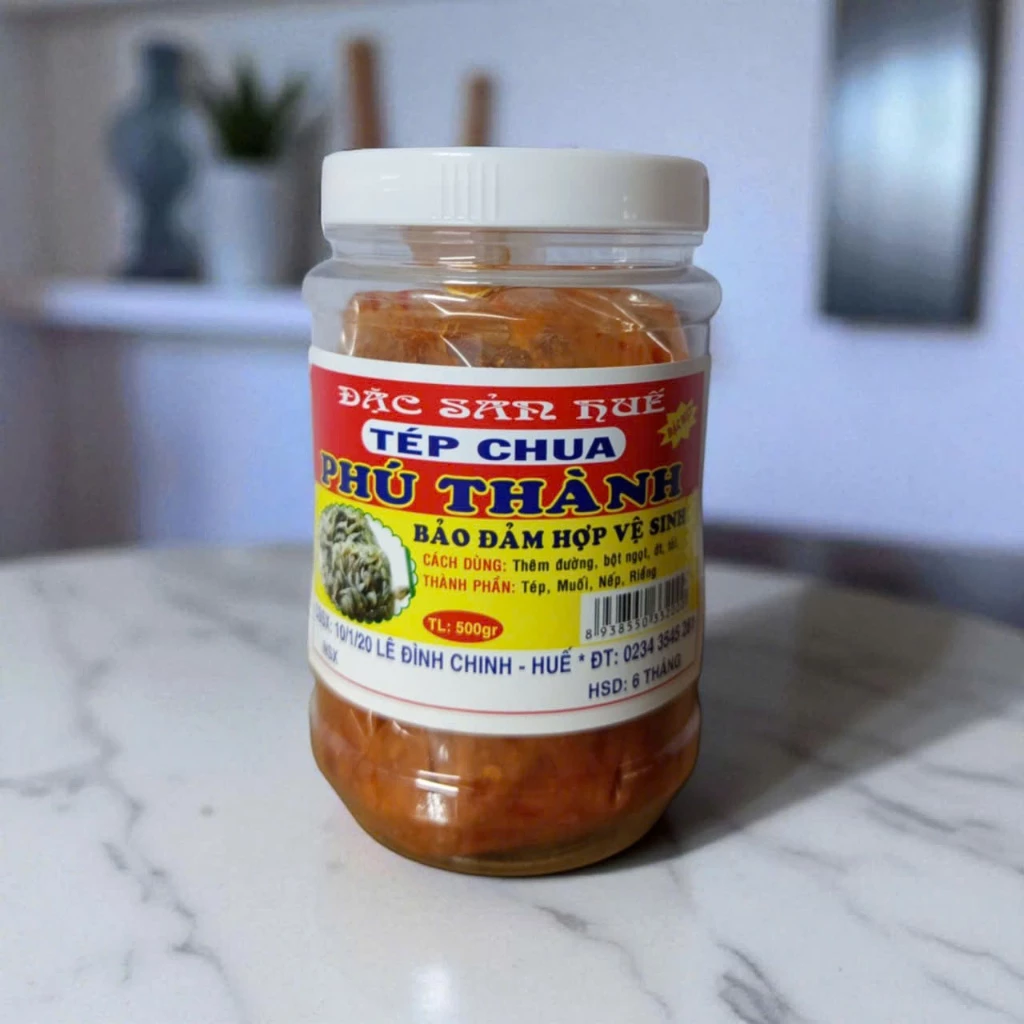 ĐẶC SẢN HUẾ
TÉP CHUA
PHÚ THÀNH
BẢO ĐẢM HỢP VỆ SINH
CÁCH DÙNG: Thêm đường, bột ngọt, ớt, tỏi,
THÀNH PHẦN: Tép, Muối, Nếp, Riềng
TL: 500gr
10/1/20 LÊ ĐÌNH CHINH - HUẾ * ĐT: 0234 3545
NSX
HSD: 6 THÁNG